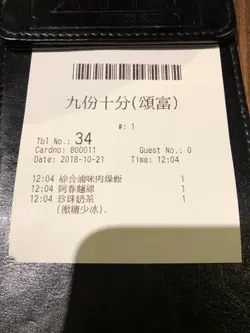 九份十分(頌富)
#: 1
Tbl No.: 34
Cardno: 800011 Guest No.: 0
Date: 2018-10-21 Time: 12:04
12:04 綜合滷味肉燥飯 1
12:04 阿春麵線 1
12:04 珍珠奶茶 1
(微糖少冰),